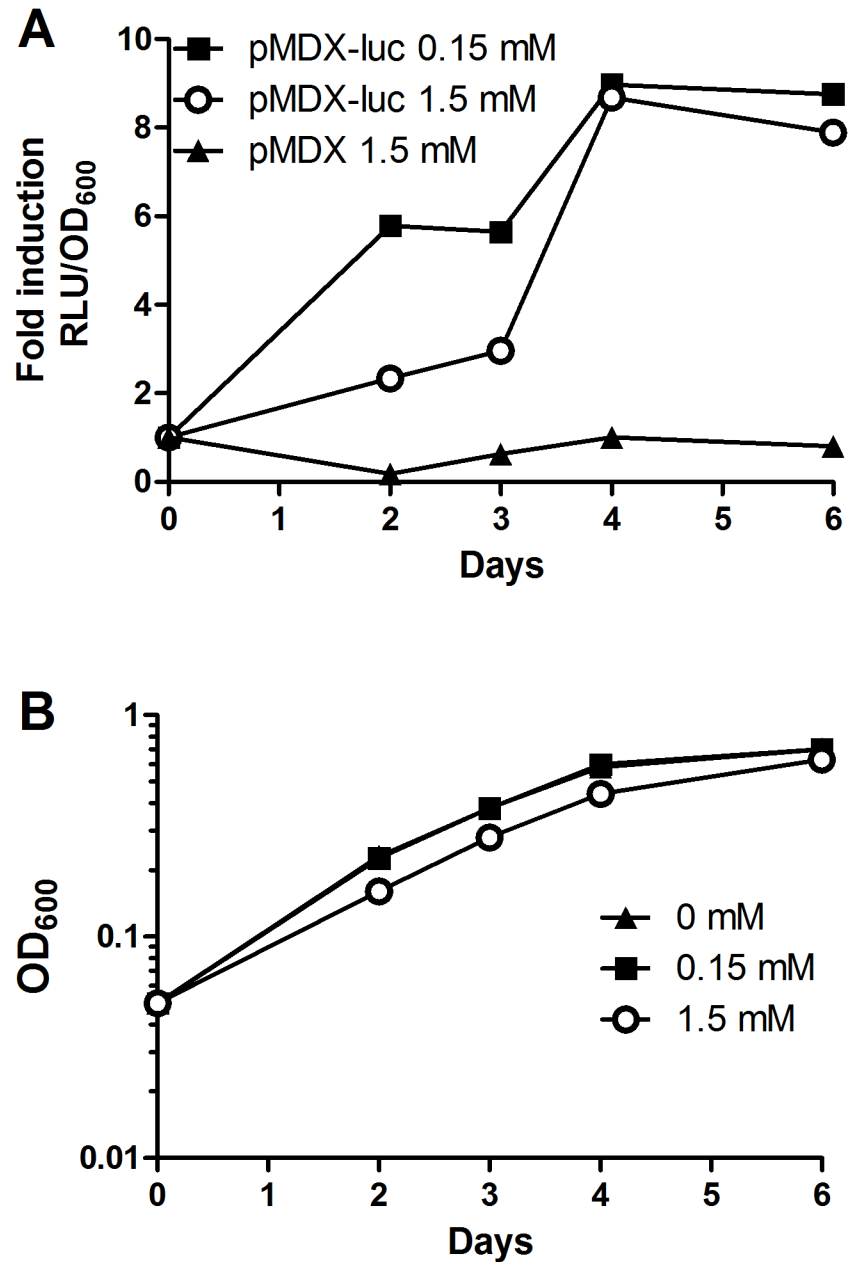 A
pMDX-luc 0.15 mM
pMDX-luc 1.5 mM
pMDX 1.5 mM
Fold induction
RLU/OD600
10
8
6
4
2
0
0 1 2 3 4 5 6
Days
B
OD600
1
0.1
0.01
0 mM
0.15 mM
1.5 mM
0 1 2 3 4 5 6
Days